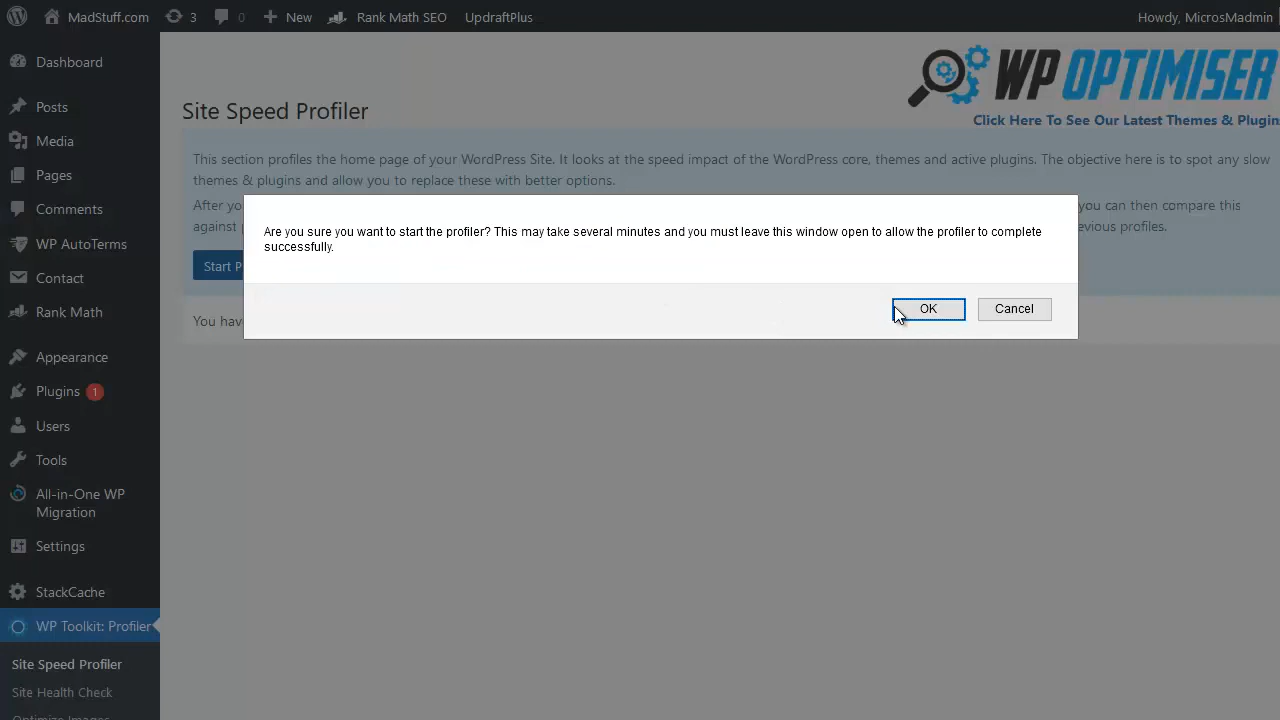 MadStuff.com 3 0 New Rank Math SEO UpdraftPlus Howdy, MicrosMadmin
Dashboard
Posts
Media
Pages
Comments
WP AutoTerms
Contact
Rank Math
Appearance
Plugins 1
Users
Tools
All-in-One WP
Migration
Settings
StackCache
WP Toolkit: Profiler
Site Speed Profiler
Site Health Check
Optimize Images
WP OPTIMISER
Click Here To See Our Latest Themes & Plugin
Site Speed Profiler
This section profiles the home page of your WordPress Site. It looks at the speed impact of the WordPress core, themes and active plugins. The objective here is to spot any slow
themes & plugins and allow you to replace these with better options.
After yo you can then compare this
against evious profiles.
Start P
You hav
Are you sure you want to start the profiler? This may take several minutes and you must leave this window open to allow the profiler to complete
successfully.
OK Cancel